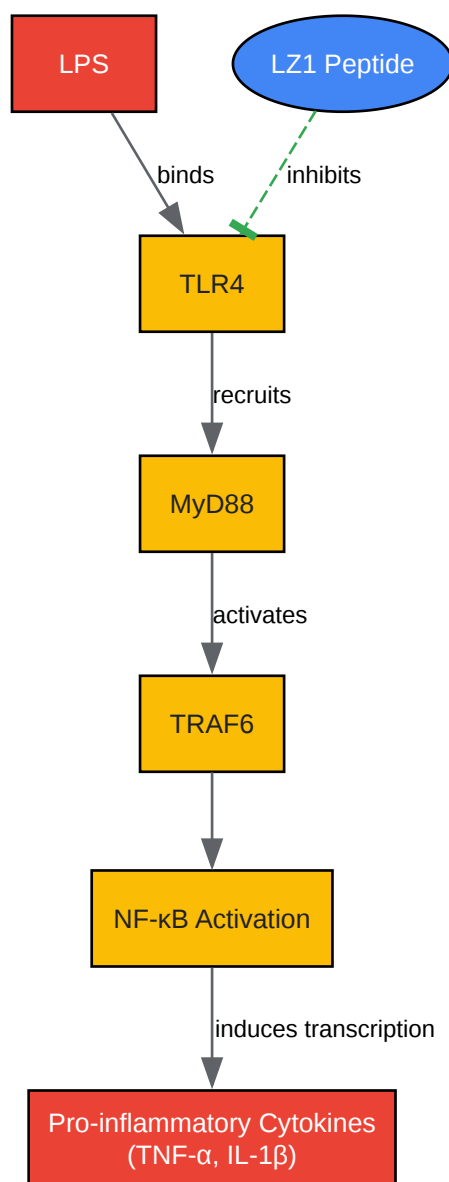 LPS
LZ1 Peptide
binds
inhibits
TLR4
recruits
MyD88
activates
TRAF6
NF-κB Activation
induces transcription
Pro-inflammatory Cytokines
(TNF-α, IL-1β)